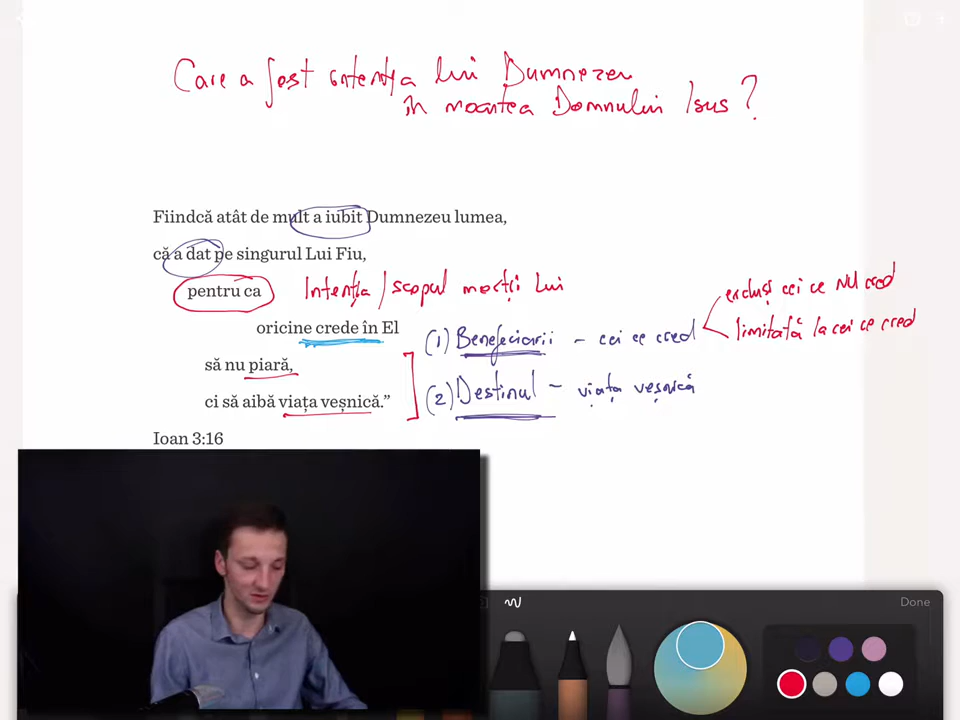 Care a fost intenția lui Dumnezeu
în moartea Domnului Isus?
Fiindcă atât de mult a iubit Dumnezeu lumea,
că a dat pe singurul Lui Fiu,
pentru ca Intenția/scopul morții Lui
excluși cei ce NU cred
oricine crede în El (1) Beneficiarii - cei ce cred
limitată la cei ce cred
să nu piară,
(2) Destinul - viața veșnică
ci să aibă viața veșnică.”
Ioan 3:16
Done